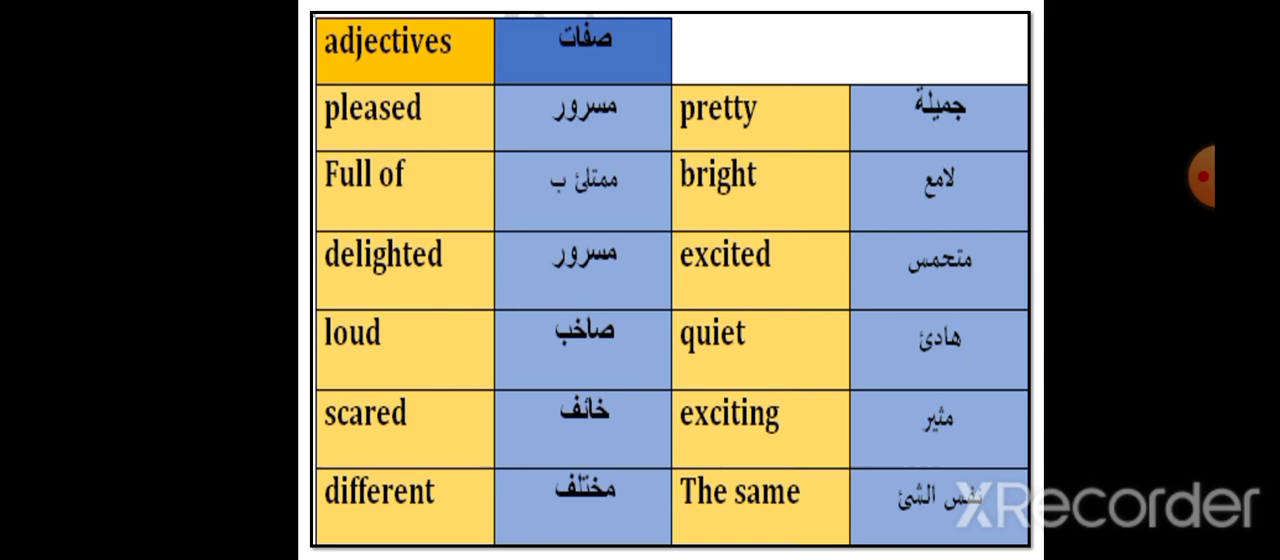 adjectives صفات
pleased مسرور pretty جميلة
Full of ممتلئ ب bright لامع
delighted مسرور excited متحمس
loud صاخب quiet هادئ
scared خائف exciting مثير
different مختلف The same نفس الشئ
XRecorder